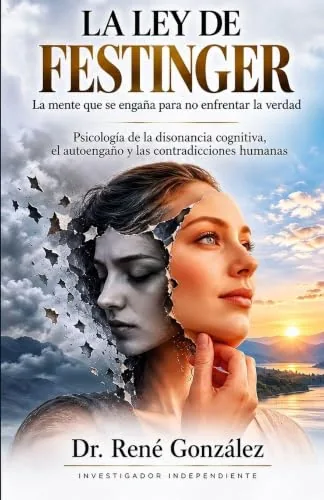 LA LEY DE
FESTINGER
La mente que se engaña para no enfrentar la verdad
Psicología de la disonancia cognitiva,
el autoengaño y las contradicciones humanas
Dr. René González
INVESTIGADOR INDEPENDIENTE